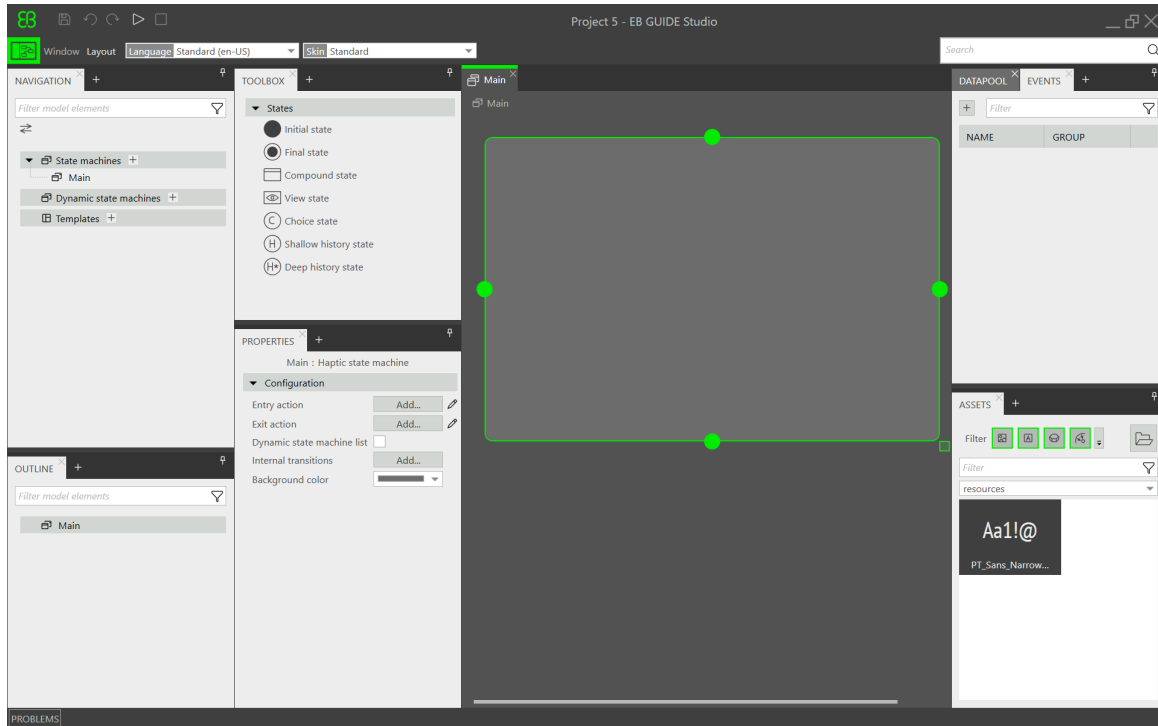 Project 5 - EB GUIDE Studio
Window Layout Language Standard (en-US) Skin Standard
Search
NAVIGATION
Filter model elements
State machines
Main
Dynamic state machines
Templates
OUTLINE
Filter model elements
Main
TOOLBOX
States
Initial state
Final state
Compound state
View state
Choice state
H Shallow history state
H* Deep history state
PROPERTIES
Main : Haptic state machine
Configuration
Entry action Add...
Exit action Add...
Dynamic state machine list
Internal transitions Add...
Background color
Main
Main
DATAPOOL EVENTS
Filter
NAME GROUP
ASSETS
Filter
Filter
resources
Aa1!@
PT_Sans_Narrow...
PROBLEMS